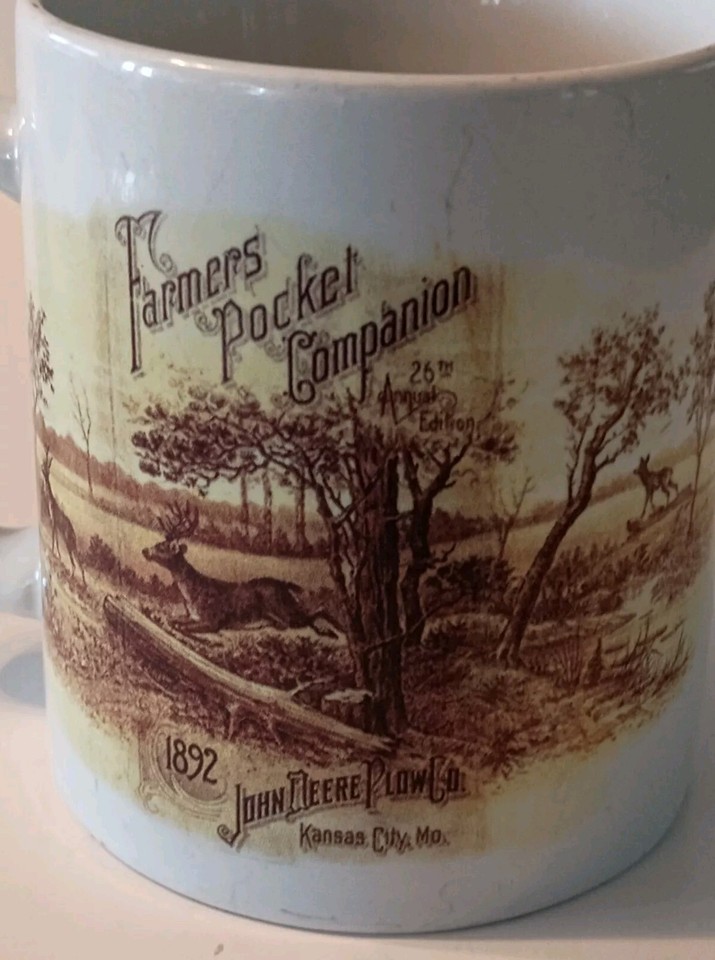 Farmers
Pocket
Companion
26TH
Annual
Edition
1892
JOHN DEERE PLOW CO.
Kansas City, Mo.